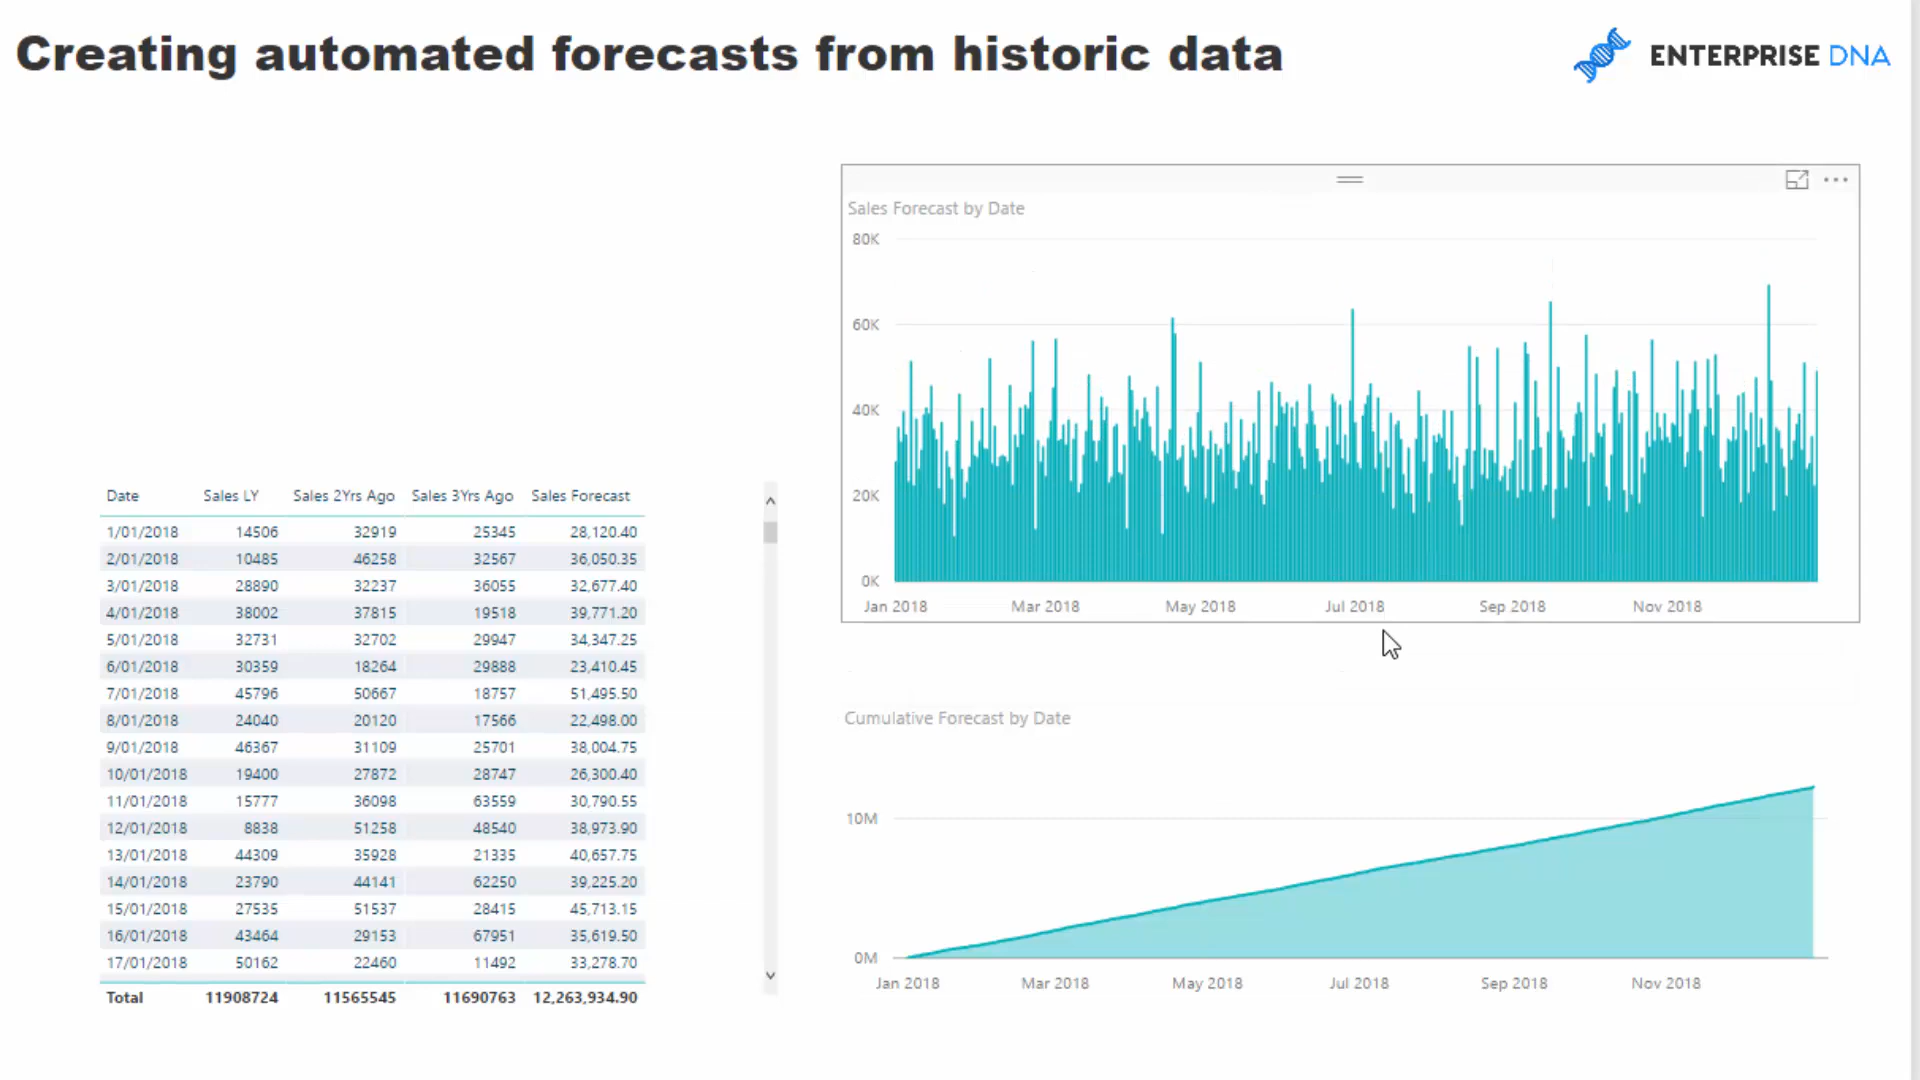 Creating automated forecasts from historic data
ENTERPRISE DNA
Sales Forecast by Date
80K
60K
40K
20K
0K
Jan 2018 Mar 2018 May 2018 Jul 2018 Sep 2018 Nov 2018
Date Sales LY Sales 2Yrs Ago Sales 3Yrs Ago Sales Forecast
1/01/2018 14506 32919 25345 28,120.40
2/01/2018 10485 46258 32567 36,050.35
3/01/2018 28890 32237 36055 32,677.40
4/01/2018 38002 37815 19518 39,771.20
5/01/2018 32731 32702 29947 34,347.25
6/01/2018 30359 18264 29888 23,410.45
7/01/2018 45796 50667 18757 51,495.50
8/01/2018 24040 20120 17566 22,498.00
9/01/2018 46367 31109 25701 38,004.75
10/01/2018 19400 27872 28747 26,300.40
11/01/2018 15777 36098 63559 30,790.55
12/01/2018 8838 51258 48540 38,973.90
13/01/2018 44309 35928 21335 40,657.75
14/01/2018 23790 44141 62250 39,225.20
15/01/2018 27535 51537 28415 45,713.15
16/01/2018 43464 29153 67951 35,619.50
17/01/2018 50162 22460 11492 33,278.70
Total 11908724 11565545 11690763 12,263,934.90
Cumulative Forecast by Date
10M
0M
Jan 2018 Mar 2018 May 2018 Jul 2018 Sep 2018 Nov 2018